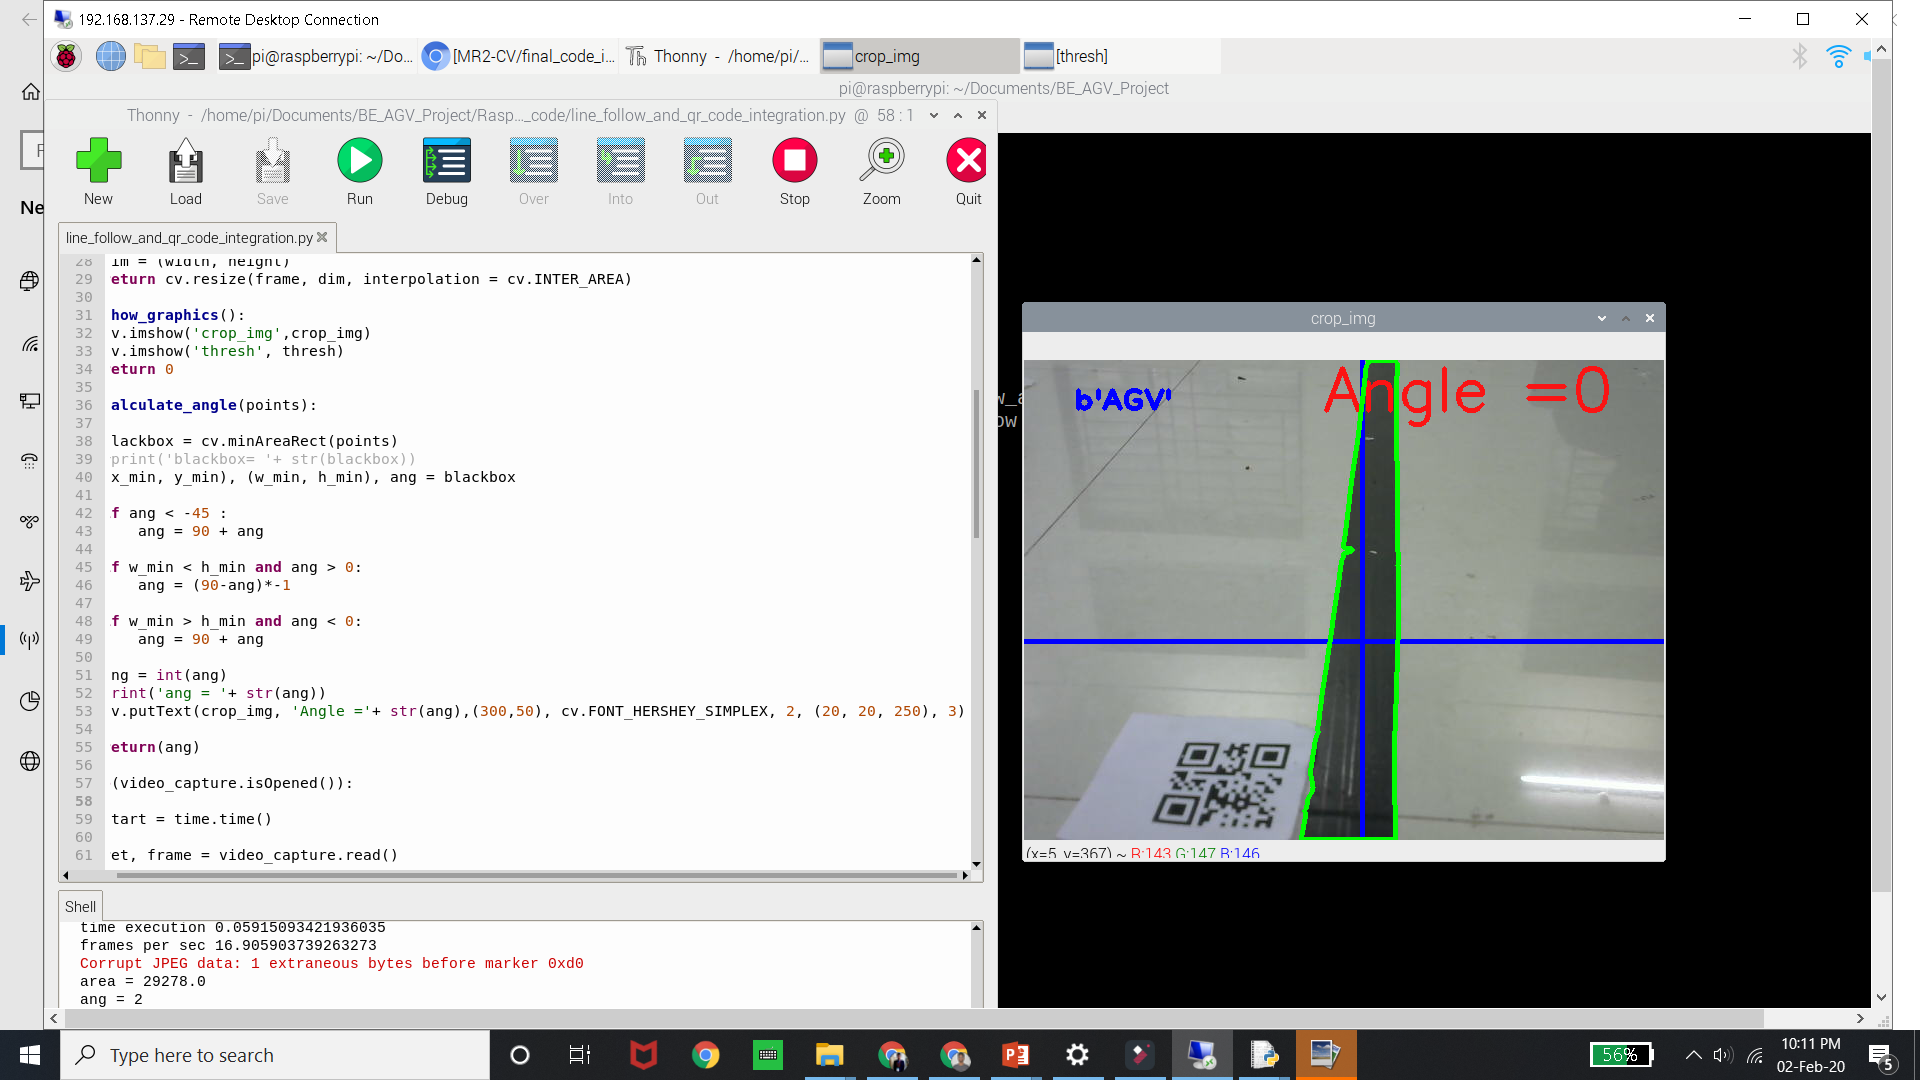 192.168.137.29 - Remote Desktop Connection
pi@raspberrypi: ~/Do...
[MR2-CV/final_code_i...
Thonny - /home/pi/...
crop_img
[thresh]
pi@raspberrypi: ~/Documents/BE_AGV_Project
Thonny - /home/pi/Documents/BE_AGV_Project/Rasp..._code/line_follow_and_qr_code_integration.py @ 58 : 1
New
Load
Save
Run
Debug
Over
Into
Out
Stop
Zoom
Quit
Ne
line_follow_and_qr_code_integration.py
28 im = (width, height)
29 eturn cv.resize(frame, dim, interpolation = cv.INTER_AREA)
30
31 how_graphics():
32 v.imshow('crop_img',crop_img)
33 v.imshow('thresh', thresh)
34 eturn 0
35
36 alculate_angle(points):
37
38 lackbox = cv.minAreaRect(points)
39 print('blackbox= '+ str(blackbox))
40 x_min, y_min), (w_min, h_min), ang = blackbox
41
42 f ang < -45 :
43 ang = 90 + ang
44
45 f w_min < h_min and ang > 0:
46 ang = (90-ang)*-1
47
48 f w_min > h_min and ang < 0:
49 ang = 90 + ang
50
51 ng = int(ang)
52 rint('ang = '+ str(ang))
53 v.putText(crop_img, 'Angle ='+ str(ang),(300,50), cv.FONT_HERSHEY_SIMPLEX, 2, (20, 20, 250), 3)
54
55 eturn(ang)
56
57 (video_capture.isOpened()):
58
59 tart = time.time()
60
61 et, frame = video_capture.read()
Shell
time execution 0.05915093421936035
frames per sec 16.905903739263273
Corrupt JPEG data: 1 extraneous bytes before marker 0xd0
area = 29278.0
ang = 2
crop_img
b'AGV'
Angle =0
(x=5, y=367) ~ R:143 G:147 B:146
Type here to search
56%
10:11 PM
02-Feb-20
5